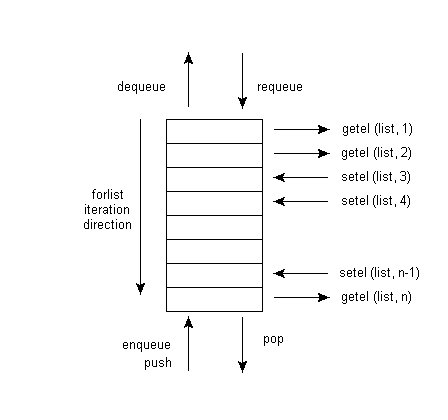 dequeue
requeue
getel (list, 1)
getel (list, 2)
setel (list, 3)
setel (list, 4)
forlist
iteration
direction
setel (list, n-1)
getel (list, n)
enqueue
push
pop